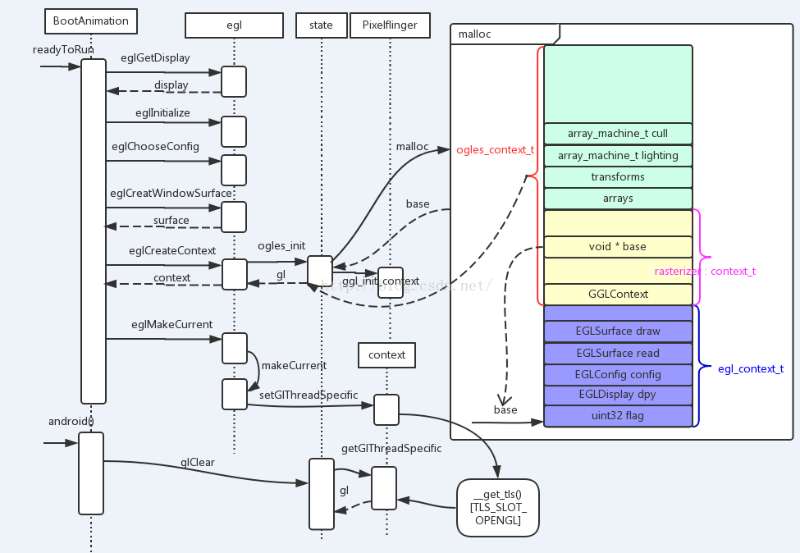 BootAnimation
egl
state
Pixelflinger
malloc
readyToRun
eglGetDisplay
display
eglInitialize
eglChooseConfig
eglCreatWindowSurface
surface
eglCreateContext
context
ogles_init
gl
ggl_init_context
malloc
base
ogles_context_t
array_machine_t cull
array_machine_t lighting
transforms
arrays
void * base
rasterizer : context_t
GGLContext
EGLSurface draw
EGLSurface read
EGLConfig config
EGLDisplay dpy
uint32 flag
egl_context_t
base
eglMakeCurrent
makeCurrent
context
setGlThreadSpecific
android()
glClear
getGlThreadSpecific
gl
__get_tls()
[TLS_SLOT_
OPENGL]